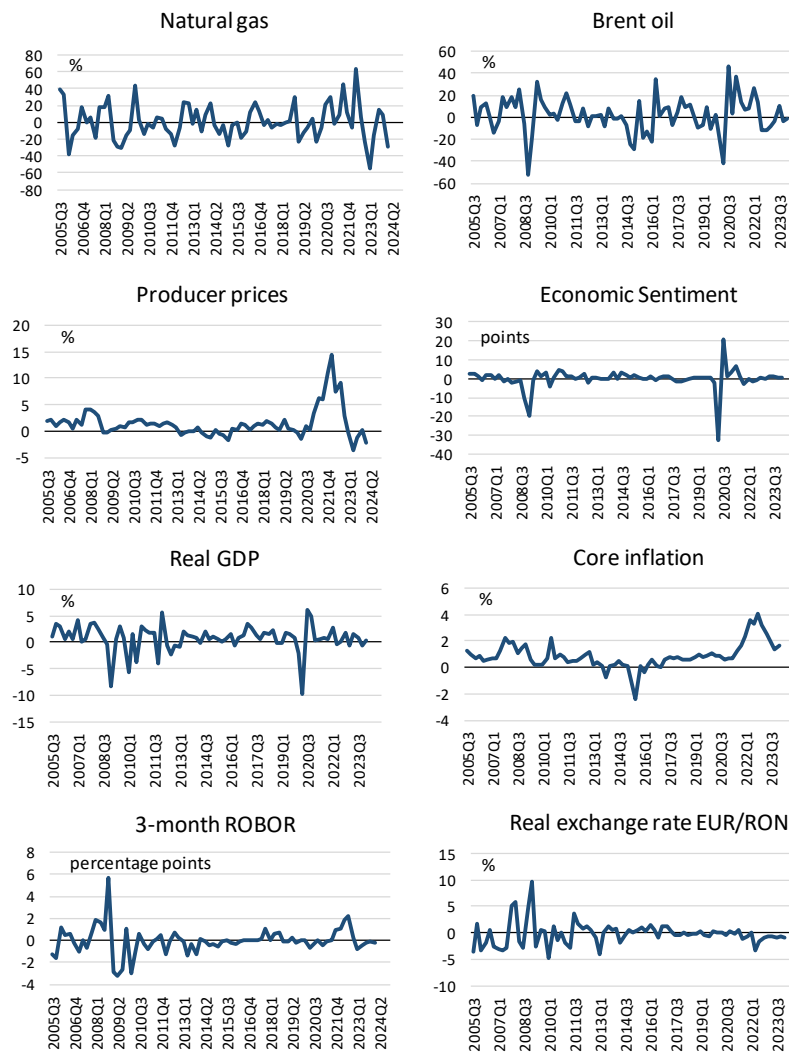 Natural gas
%
80
60
40
20
0
-20
-40
-60
-80
2005Q3
2006Q4
2008Q1
2009Q2
2010Q3
2011Q4
2013Q1
2014Q2
2015Q3
2016Q4
2018Q1
2019Q2
2020Q3
2021Q4
2023Q1
2024Q2
Brent oil
%
60
40
20
0
-20
-40
-60
2005Q3
2007Q1
2008Q3
2010Q1
2011Q3
2013Q1
2014Q3
2016Q1
2017Q3
2019Q1
2020Q3
2022Q1
2023Q3
Producer prices
%
20
15
10
5
0
-5
2005Q3
2006Q4
2008Q1
2009Q2
2010Q3
2011Q4
2013Q1
2014Q2
2015Q3
2016Q4
2018Q1
2019Q2
2020Q3
2021Q4
2023Q1
2024Q2
Economic Sentiment
points
30
20
10
0
-10
-20
-30
-40
2005Q3
2007Q1
2008Q3
2010Q1
2011Q3
2013Q1
2014Q3
2016Q1
2017Q3
2019Q1
2020Q3
2022Q1
2023Q3
Real GDP
%
10
5
0
-5
-10
-15
2005Q3
2007Q1
2008Q3
2010Q1
2011Q3
2013Q1
2014Q3
2016Q1
2017Q3
2019Q1
2020Q3
2022Q1
2023Q3
Core inflation
%
6
4
2
0
-2
-4
2005Q3
2007Q1
2008Q3
2010Q1
2011Q3
2013Q1
2014Q3
2016Q1
2017Q3
2019Q1
2020Q3
2022Q1
2023Q3
3-month ROBOR
percentage points
8
6
4
2
0
-2
-4
2005Q3
2006Q4
2008Q1
2009Q2
2010Q3
2011Q4
2013Q1
2014Q2
2015Q3
2016Q4
2018Q1
2019Q2
2020Q3
2021Q4
2023Q1
2024Q2
Real exchange rate EUR/RON
%
15
10
5
0
-5
-10
2005Q3
2007Q1
2008Q3
2010Q1
2011Q3
2013Q1
2014Q3
2016Q1
2017Q3
2019Q1
2020Q3
2022Q1
2023Q3